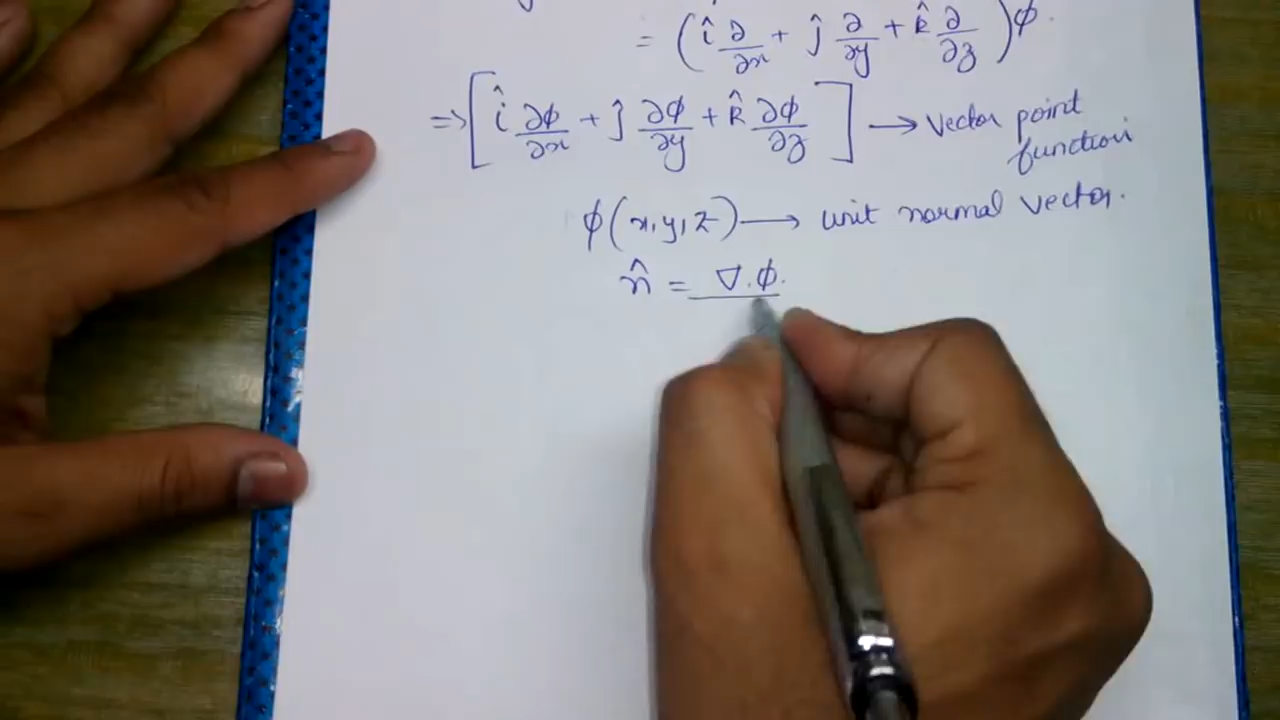 = (î ∂/∂x + ĵ ∂/∂y + k̂ ∂/∂z) ϕ.
=> [î ∂ϕ/∂x + ĵ ∂ϕ/∂y + k̂ ∂ϕ/∂z] → Vector point function
ϕ(x,y,z) → unit normal vector.
n̂ = ∇.ϕ.